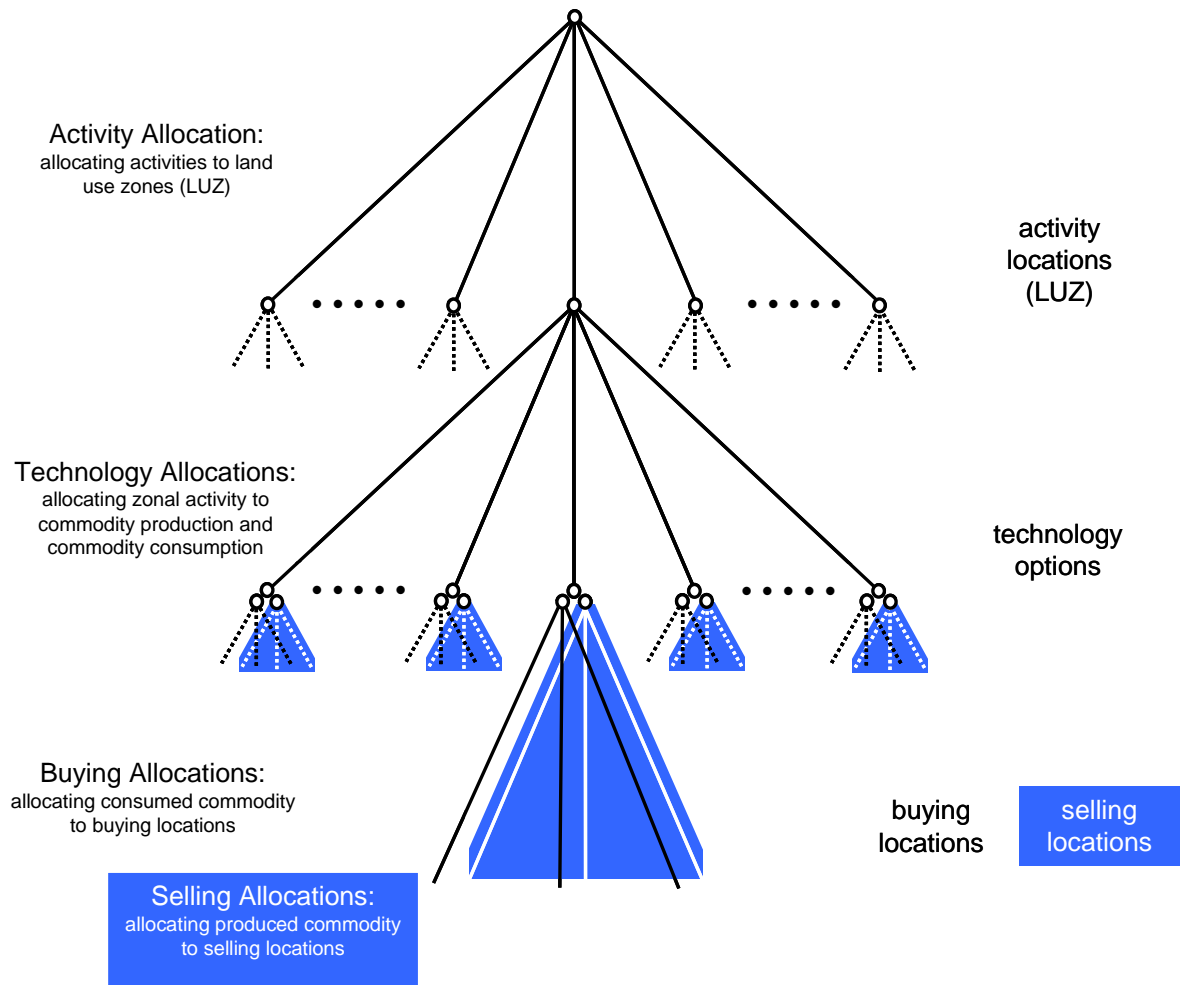 Activity Allocation:
allocating activities to land
use zones (LUZ)
activity
locations
(LUZ)
Technology Allocations:
allocating zonal activity to
commodity production and
commodity consumption
technology
options
Buying Allocations:
allocating consumed commodity
to buying locations
buying
locations
selling
locations
Selling Allocations:
allocating produced commodity
to selling locations